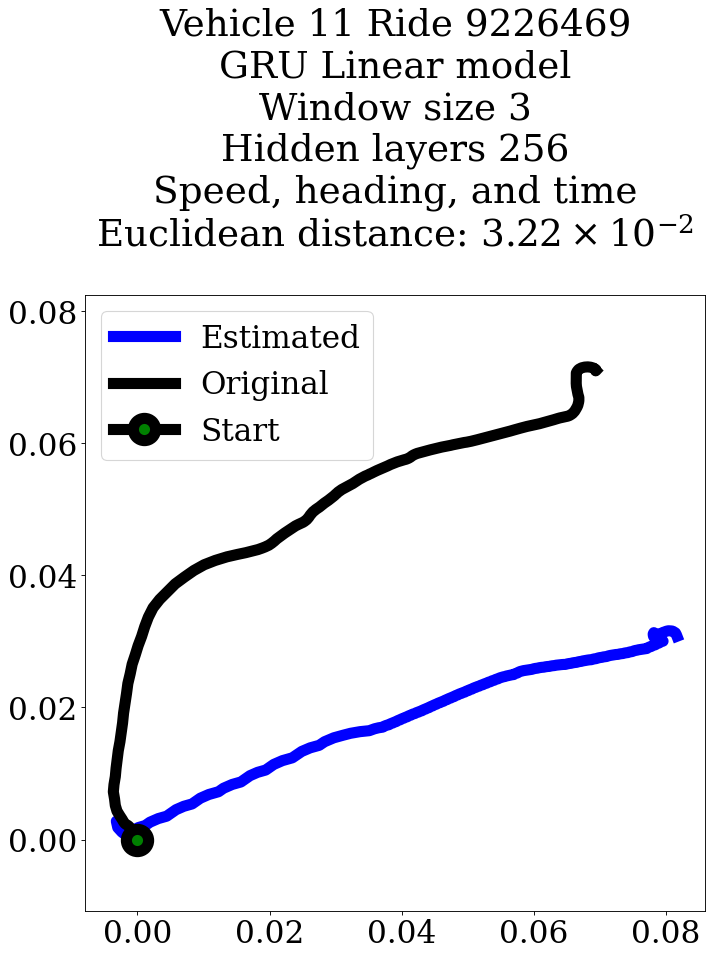 Vehicle 11 Ride 9226469
GRU Linear model
Window size 3
Hidden layers 256
Speed, heading, and time
Euclidean distance: 3.22 × 10⁻²
0.08
0.06
0.04
0.02
0.00
Estimated
Original
Start
0.00 0.02 0.04 0.06 0.08